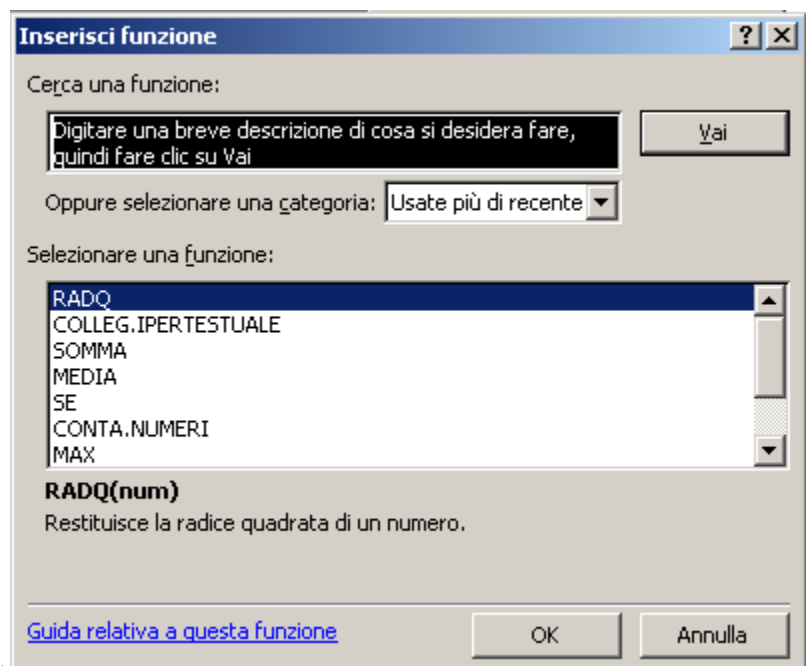 Inserisci funzione
Cerca una funzione:
Digitare una breve descrizione di cosa si desidera fare,
quindi fare clic su Vai
Vai
Oppure selezionare una categoria: Usate più di recente
Selezionare una funzione:
RADQ
COLLEG.IPERTESTUALE
SOMMA
MEDIA
SE
CONTA.NUMERI
MAX
RADQ(num)
Restituisce la radice quadrata di un numero.
Guida relativa a questa funzione
OK
Annulla